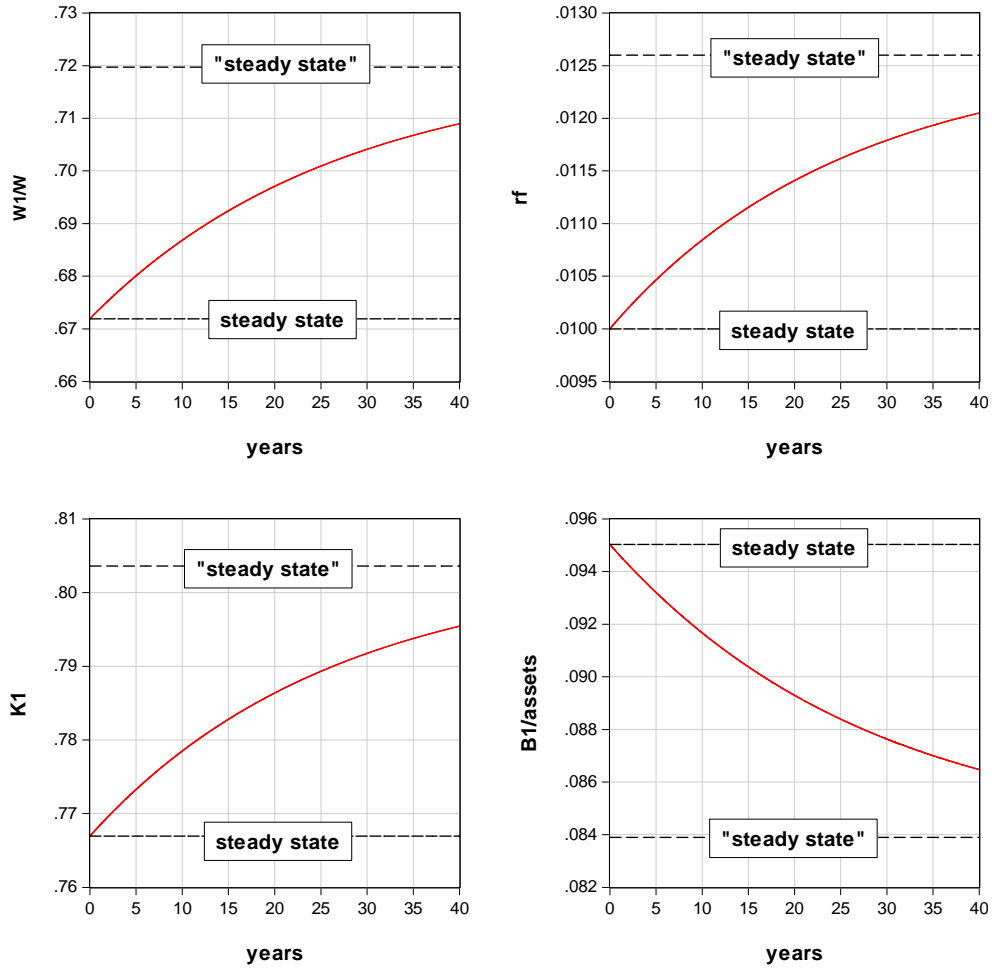 .73
.72
.71
.70
.69
.68
.67
.66
W1/W
"steady state"
steady state
0 5 10 15 20 25 30 35 40
years
.0130
.0125
.0120
.0115
.0110
.0105
.0100
.0095
rf
"steady state"
steady state
0 5 10 15 20 25 30 35 40
years
.81
.80
.79
.78
.77
.76
K1
"steady state"
steady state
0 5 10 15 20 25 30 35 40
years
.096
.094
.092
.090
.088
.086
.084
.082
B1/assets
steady state
"steady state"
0 5 10 15 20 25 30 35 40
years